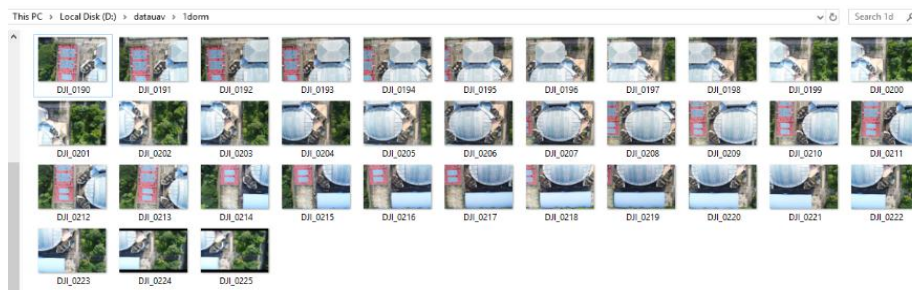 This PC > Local Disk (D:) > datauav > 1dorm
Search 1d
DJI_0190 DJI_0191 DJI_0192 DJI_0193 DJI_0194 DJI_0195 DJI_0196 DJI_0197 DJI_0198 DJI_0199 DJI_0200
DJI_0201 DJI_0202 DJI_0203 DJI_0204 DJI_0205 DJI_0206 DJI_0207 DJI_0208 DJI_0209 DJI_0210 DJI_0211
DJI_0212 DJI_0213 DJI_0214 DJI_0215 DJI_0216 DJI_0217 DJI_0218 DJI_0219 DJI_0220 DJI_0221 DJI_0222
DJI_0223 DJI_0224 DJI_0225